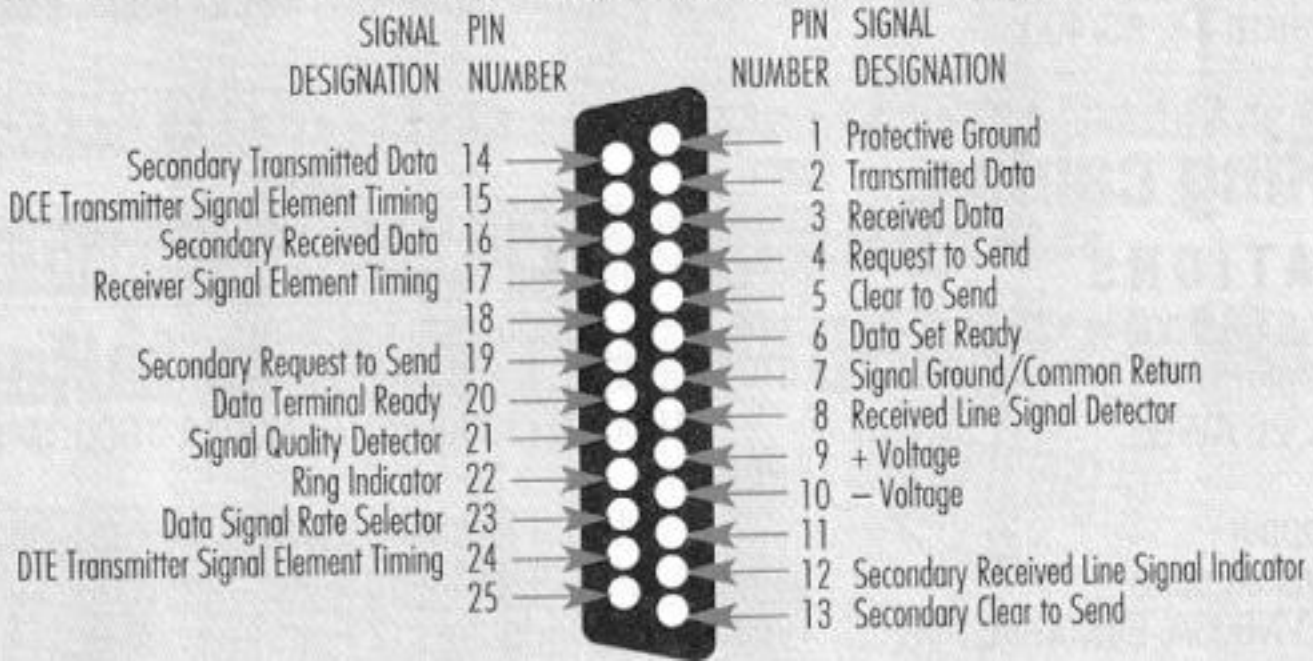 SIGNAL PIN
DESIGNATION NUMBER
Secondary Transmitted Data 14
DCE Transmitter Signal Element Timing 15
Secondary Received Data 16
Receiver Signal Element Timing 17
18
Secondary Request to Send 19
Data Terminal Ready 20
Signal Quality Detector 21
Ring Indicator 22
Data Signal Rate Selector 23
DTE Transmitter Signal Element Timing 24
25
PIN SIGNAL
NUMBER DESIGNATION
1 Protective Ground
2 Transmitted Data
3 Received Data
4 Request to Send
5 Clear to Send
6 Data Set Ready
7 Signal Ground/Common Return
8 Received Line Signal Detector
9 + Voltage
10 – Voltage
11
12 Secondary Received Line Signal Indicator
13 Secondary Clear to Send